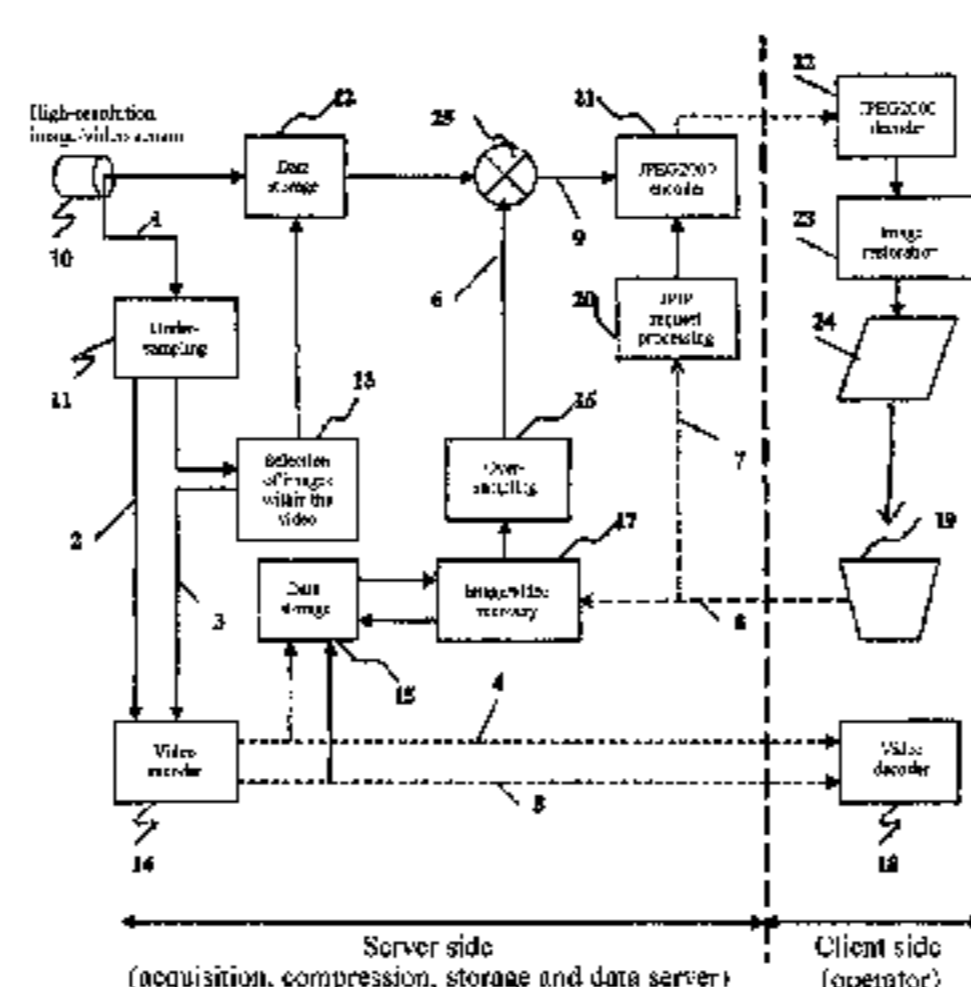 High-resolution
image/video stream
10
1
12
Data
storage
25
21
JPEG2000
encoder
9
22
JPEG2000
decoder
23
Image
restoration
24
6
20
JPIP
request
processing
11
Under-
sampling
13
Selection
of images
within the
video
16
Over-
sampling
7
2
3
Data
storage
15
17
Image/video
recovery
8
19
Video
encoder
14
4
5
Video
decoder
18
Server side
(acquisition, compression, storage and data server)
Client side
(operator)